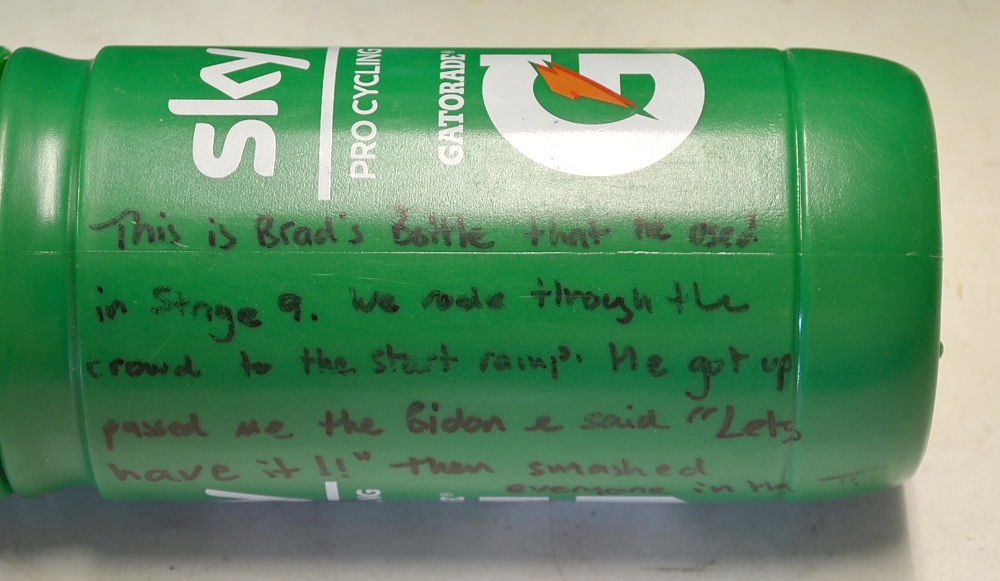 sky
PRO CYCLING
GATORADE®
G
This is Brad's Bottle that he used
in Stage 9. We rode through the
crowd to the start ramp. He got up
passed me the Bidon & said "Lets
have it!!" then smashed
everyone in the